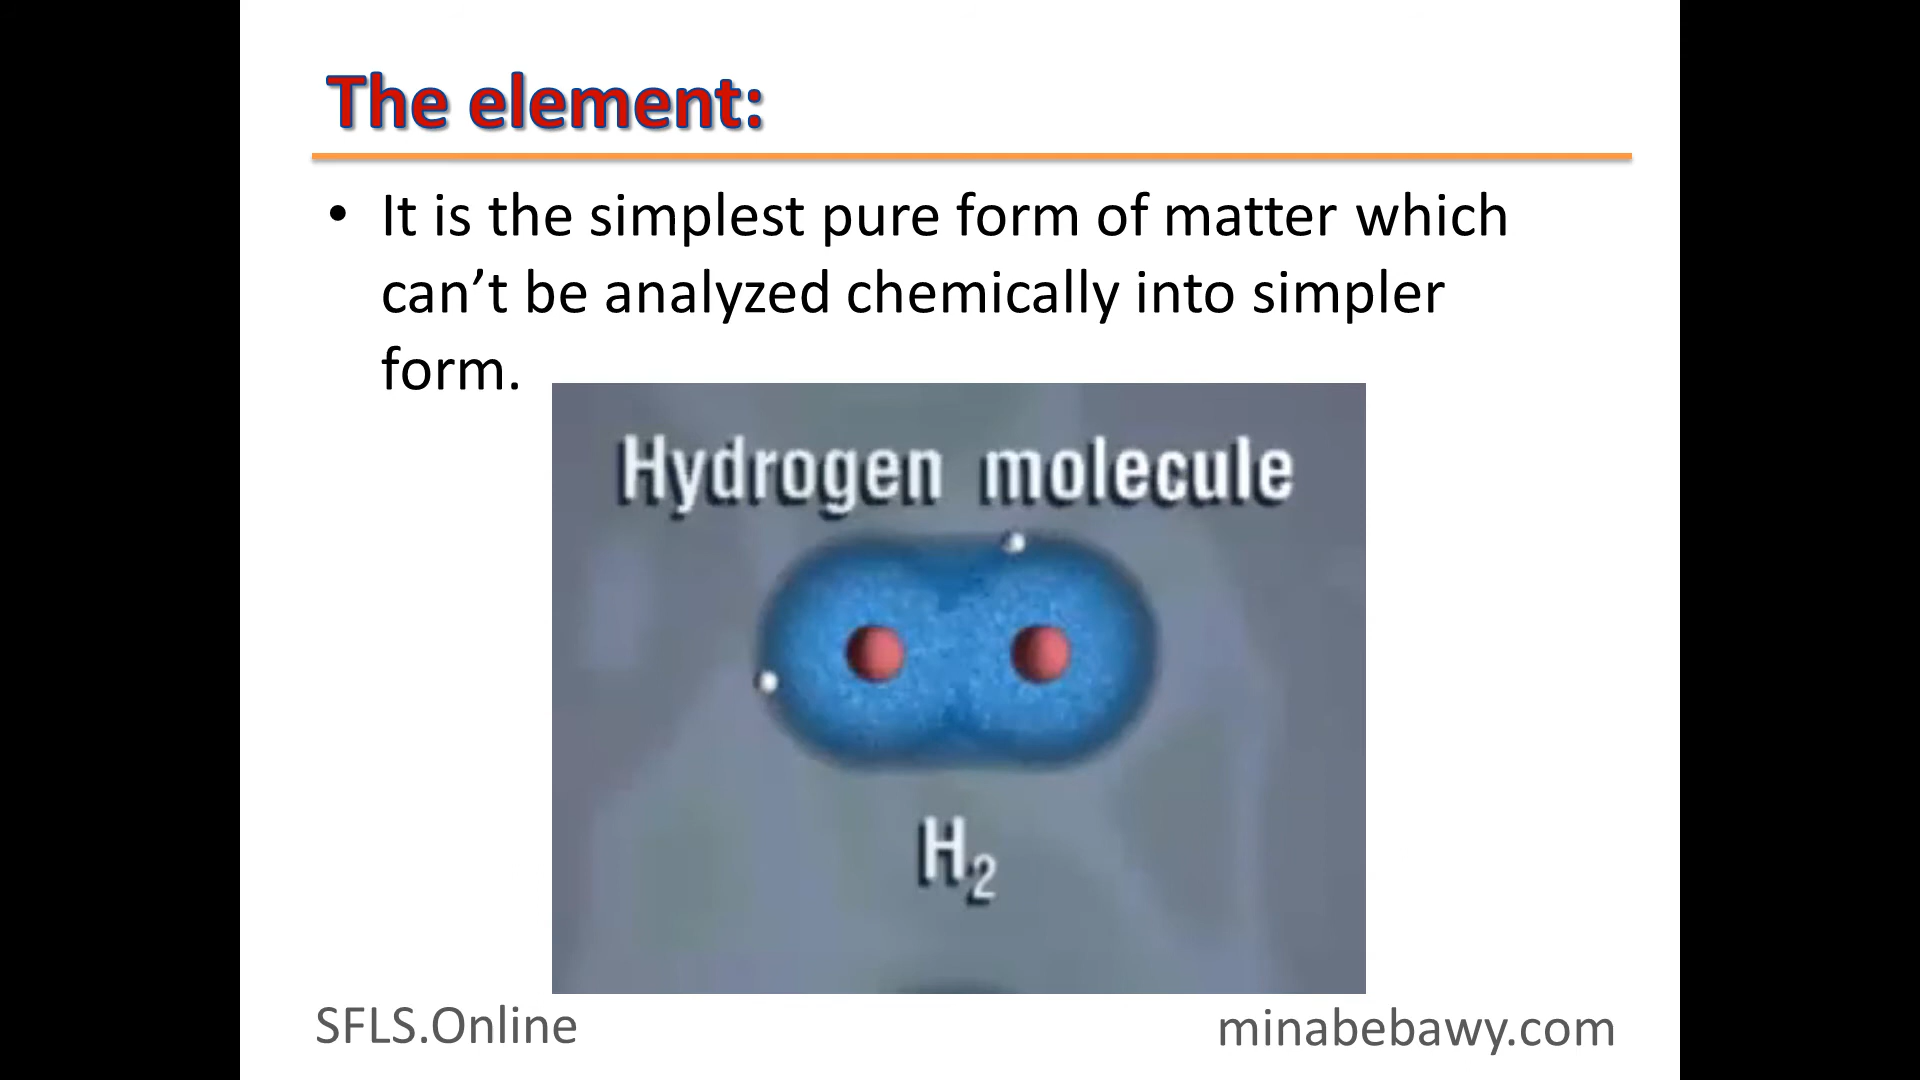 The element:
• It is the simplest pure form of matter which
can’t be analyzed chemically into simpler
form.
Hydrogen molecule
H₂
SFLS.Online
minabebawy.com